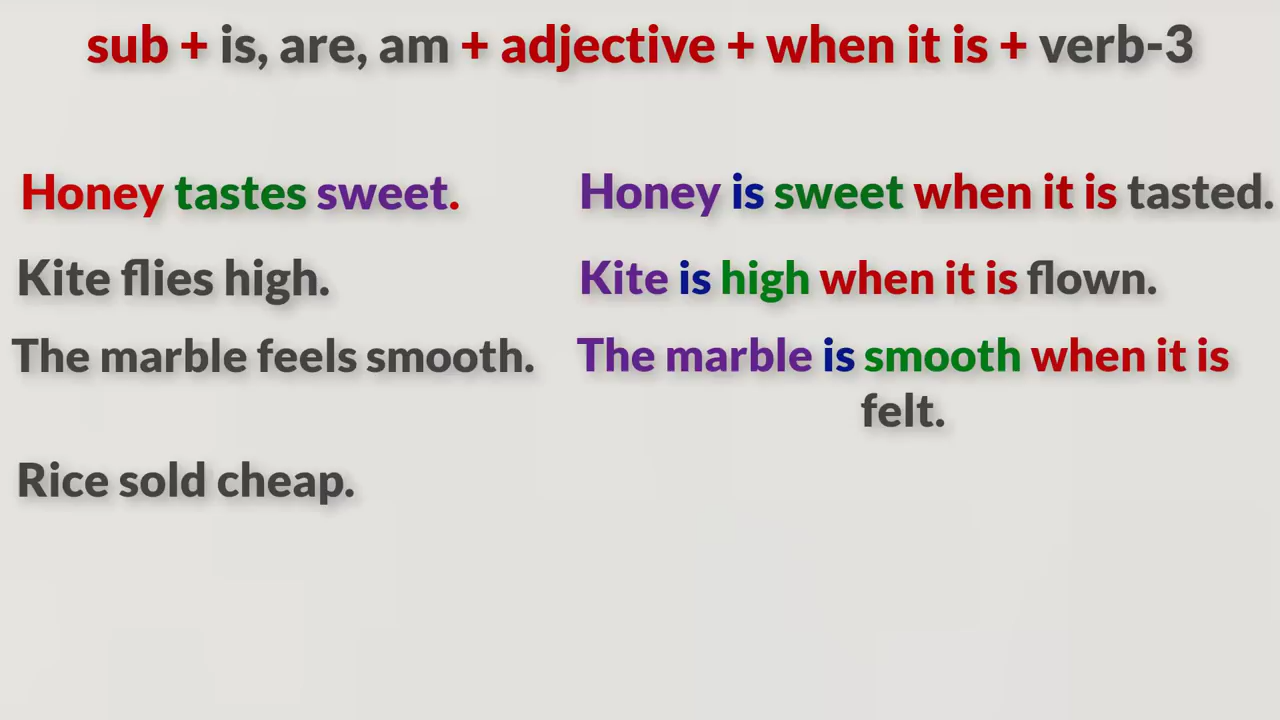 sub + is, are, am + adjective + when it is + verb-3
Honey tastes sweet.
Honey is sweet when it is tasted.
Kite flies high.
Kite is high when it is flown.
The marble feels smooth.
The marble is smooth when it is
felt.
Rice sold cheap.